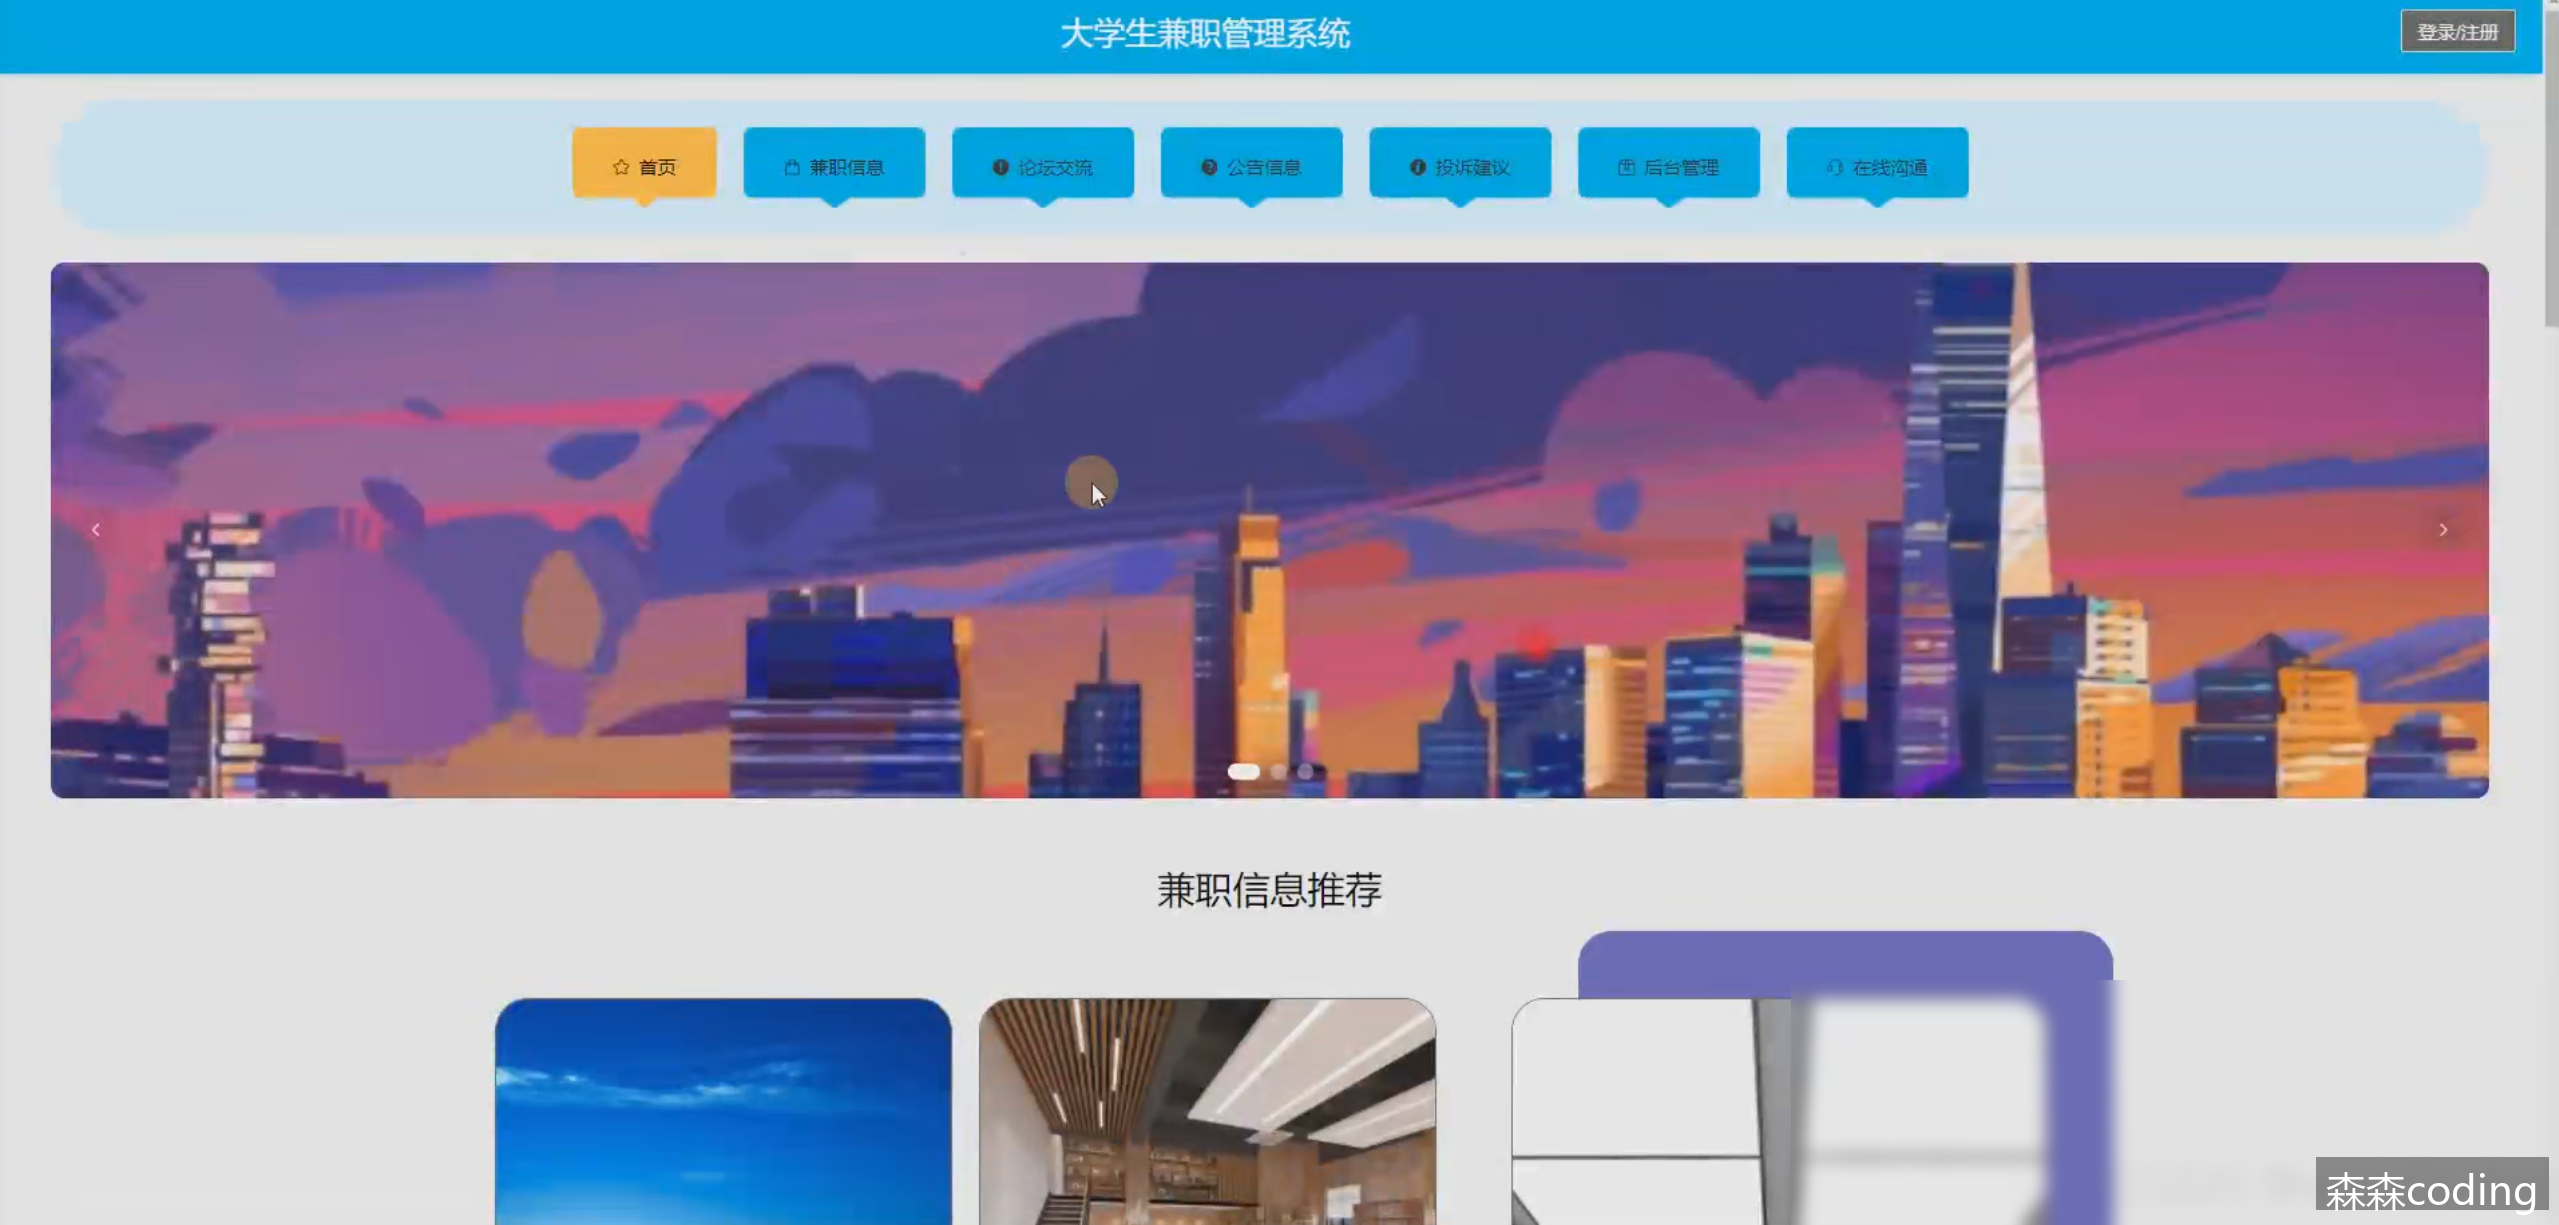 大学生兼职管理系统
登录/注册
首页
兼职信息
论坛交流
公告信息
投诉建议
后台管理
在线沟通
兼职信息推荐
森森coding